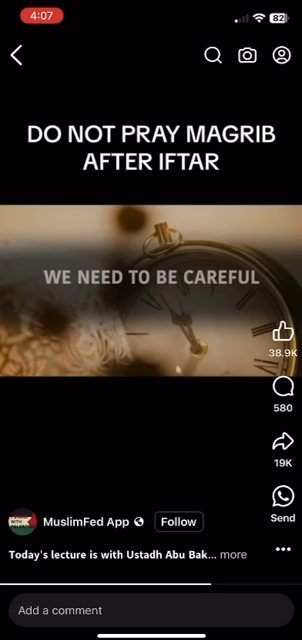 4:07
82
DO NOT PRAY MAGRIB
AFTER IFTAR
WE NEED TO BE CAREFUL
38.9K
580
19K
Send
MuslimFed App
Follow
Today's lecture is with Ustadh Abu Bak... more
Add a comment